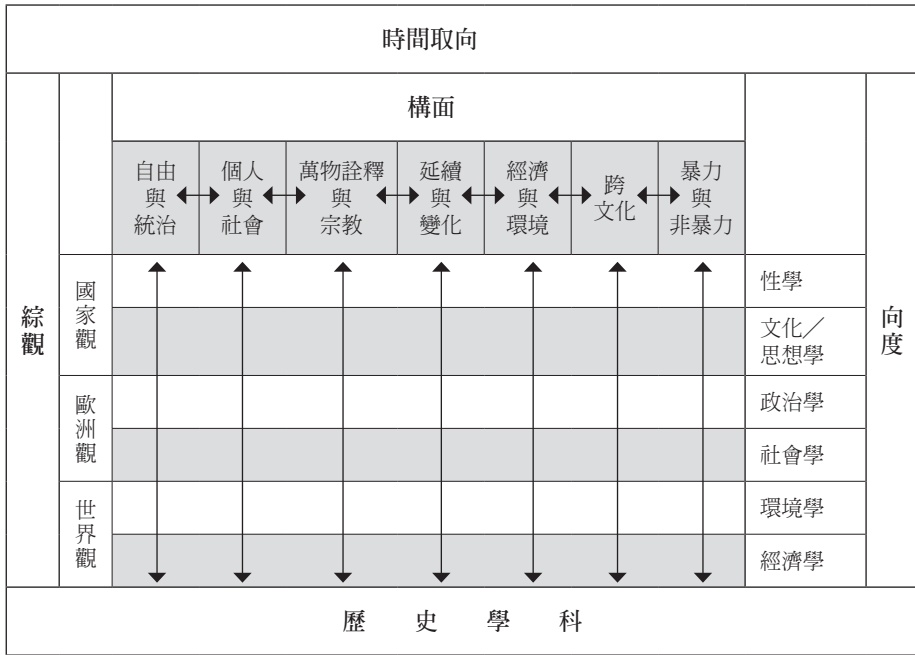 時間取向
構面
自由
與
統治
個人
與
社會
萬物詮釋
與
宗教
延續
與
變化
經濟
與
環境
跨
文化
暴力
與
非暴力
綜觀
國家觀
歐洲觀
世界觀
性學
文化／
思想學
政治學
社會學
環境學
經濟學
向度
歷史學科